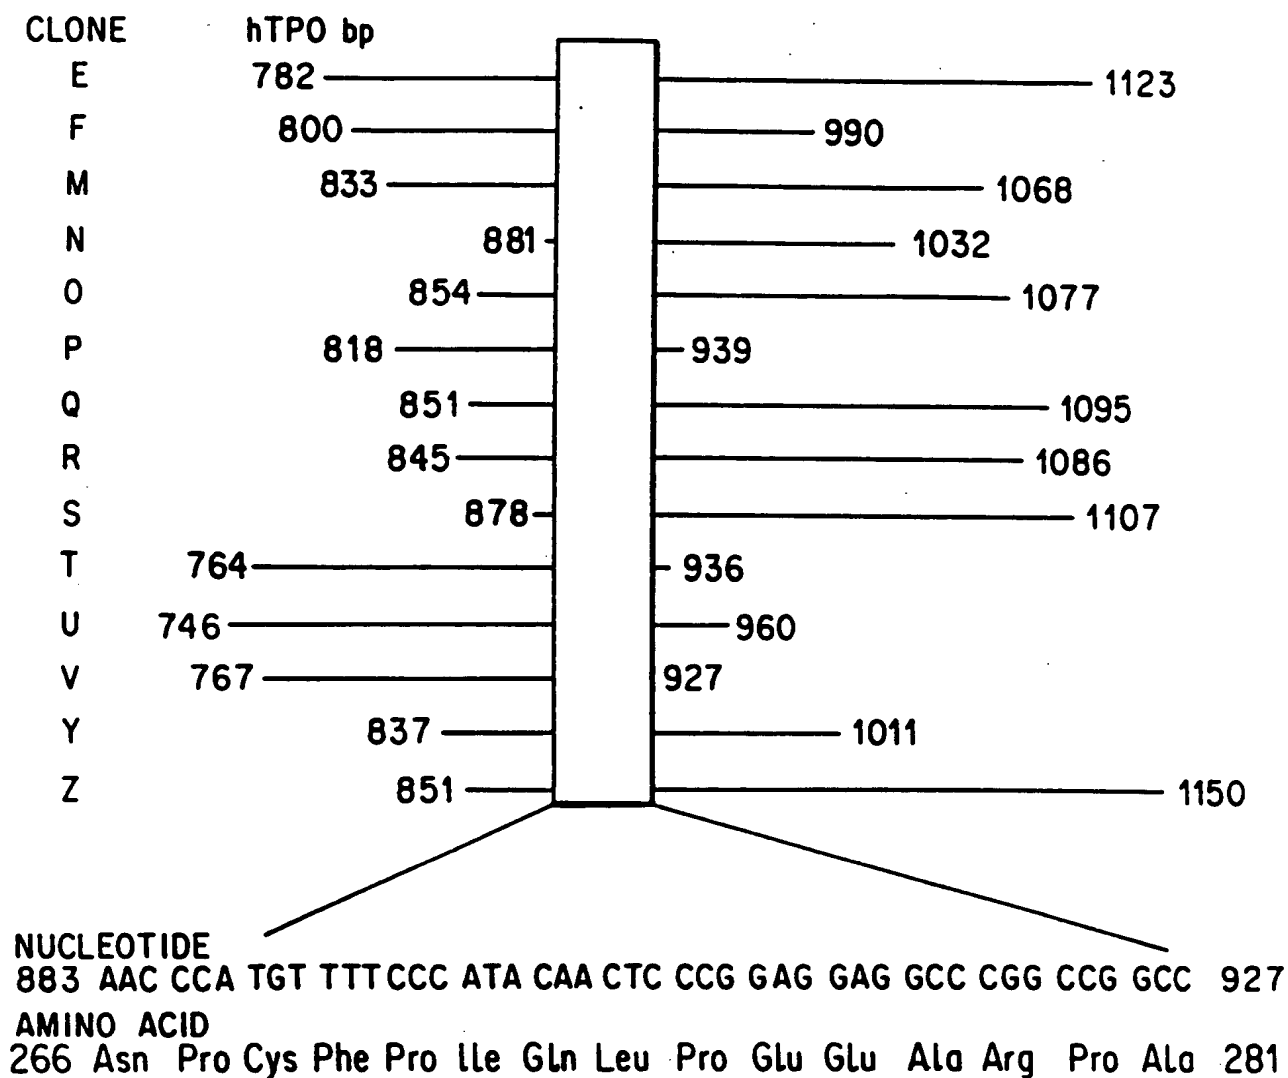 CLONE hTPO bp
E 782 1123
F 800 990
M 833 1068
N 881 1032
O 854 1077
P 818 939
Q 851 1095
R 845 1086
S 878 1107
T 764 936
U 746 960
V 767 927
Y 837 1011
Z 851 1150
NUCLEOTIDE
883 AAC CCA TGT TTT CCC ATA CAA CTC CCG GAG GAG GCC CGG CCG GCC 927
AMINO ACID
266 Asn Pro Cys Phe Pro Ile Gln Leu Pro Glu Glu Ala Arg Pro Ala 281